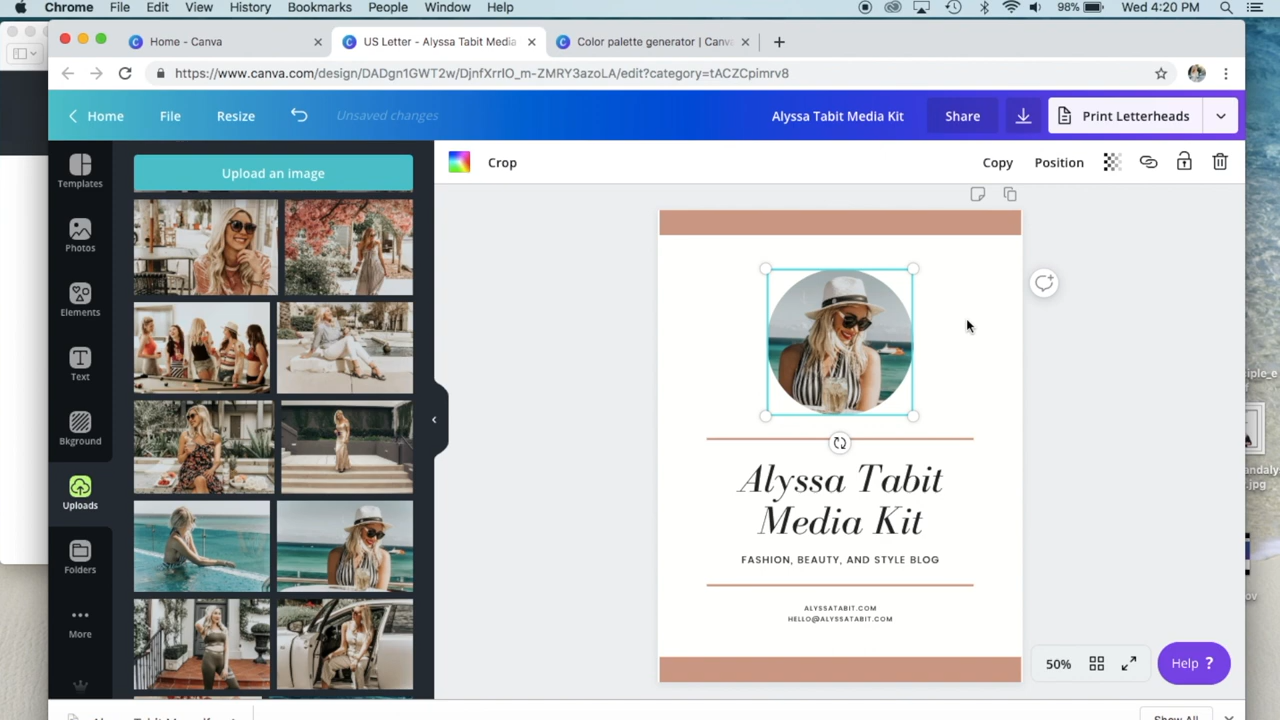 Chrome File Edit View History Bookmarks People Window Help 98% Wed 4:20 PM
Home - Canva US Letter - Alyssa Tabit Media Color palette generator | Canv
https://www.canva.com/design/DADgn1GWT2w/DjnfXrrIO_m-ZMRY3azoLA/edit?category=tACZCpimrv8
Home File Resize Unsaved changes Alyssa Tabit Media Kit Share Print Letterheads
Templates
Photos
Elements
Text
Bkground
Uploads
Folders
More
Upload an image
Crop Copy Position
Alyssa Tabit
Media Kit
FASHION, BEAUTY, AND STYLE BLOG
ALYSSATABIT.COM
HELLO@ALYSSATABIT.COM
50% Help ?
Show All